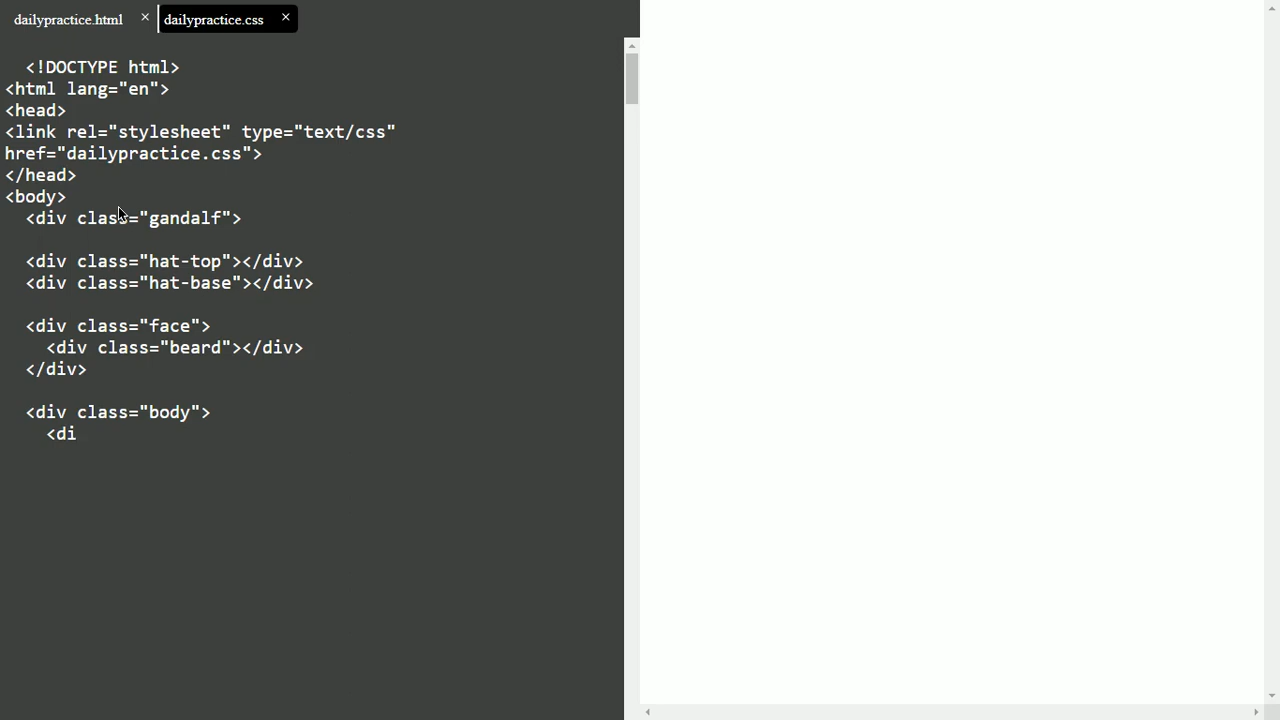 dailypractice.html × dailypractice.css ×
<!DOCTYPE html>
<html lang="en">
<head>
<link rel="stylesheet" type="text/css"
href="dailypractice.css">
</head>
<body>
<div class="gandalf">
<div class="hat-top"></div>
<div class="hat-base"></div>
<div class="face">
<div class="beard"></div>
</div>
<div class="body">
<di